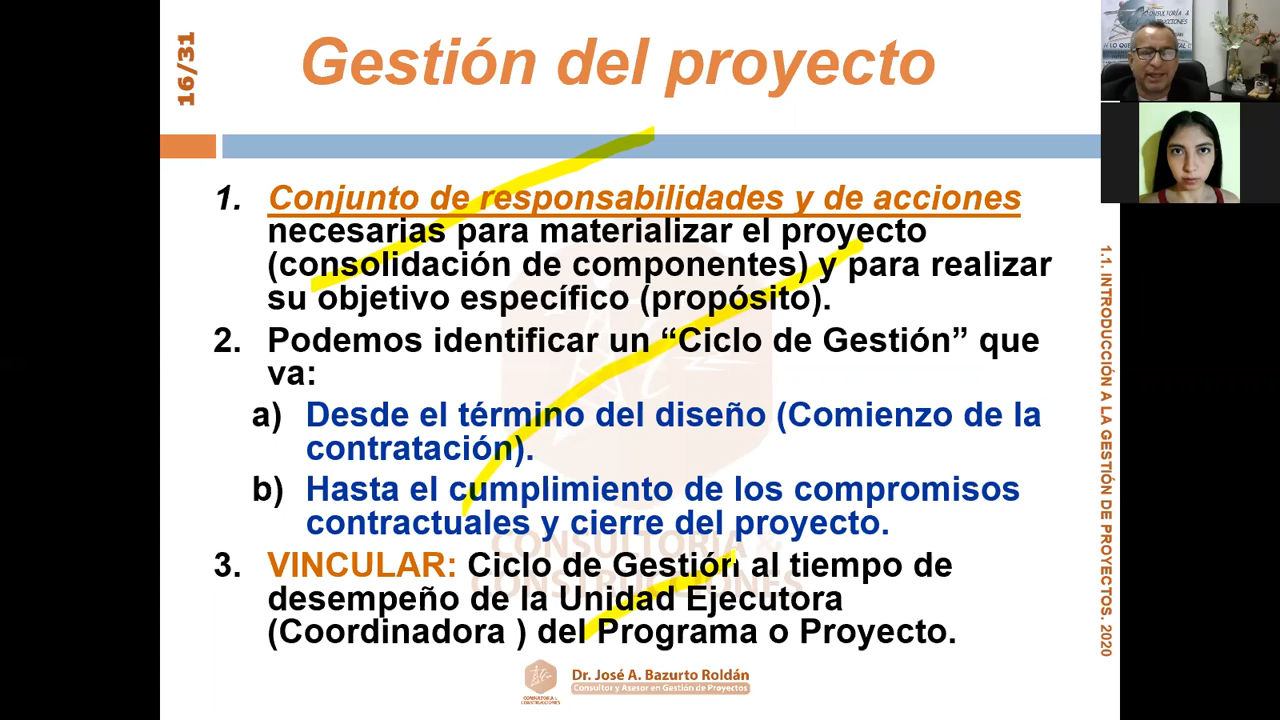 16/31
Gestión del proyecto
1. Conjunto de responsabilidades y de acciones
necesarias para materializar el proyecto
(consolidación de componentes) y para realizar
su objetivo específico (propósito).
2. Podemos identificar un “Ciclo de Gestión” que
va:
a) Desde el término del diseño (Comienzo de la
contratación).
b) Hasta el cumplimiento de los compromisos
contractuales y cierre del proyecto.
3. VINCULAR: Ciclo de Gestión al tiempo de
desempeño de la Unidad Ejecutora
(Coordinadora ) del Programa o Proyecto.
CONSULTORIA &
CONSTRUCCIONES
Dr. José A. Bazurto Roldán
Consultor y Asesor en Gestión de Proyectos
CONSULTORIA &
CONSTRUCCIONES
1.1. INTRODUCCIÓN A LA GESTIÓN DE PROYECTOS. 2020
CONSULTORÍA &